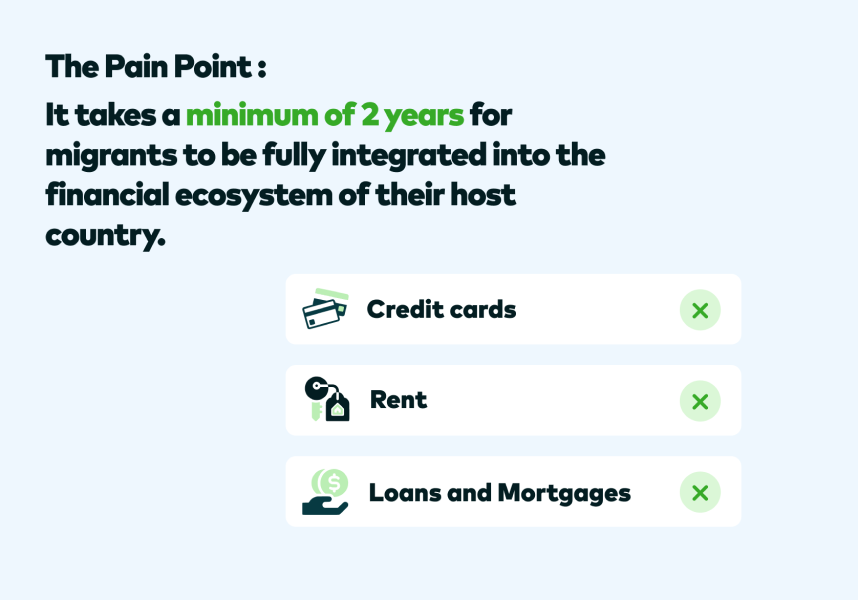 The Pain Point :
It takes a minimum of 2 years for
migrants to be fully integrated into the
financial ecosystem of their host
country.
Credit cards
Rent
$
Loans and Mortgages